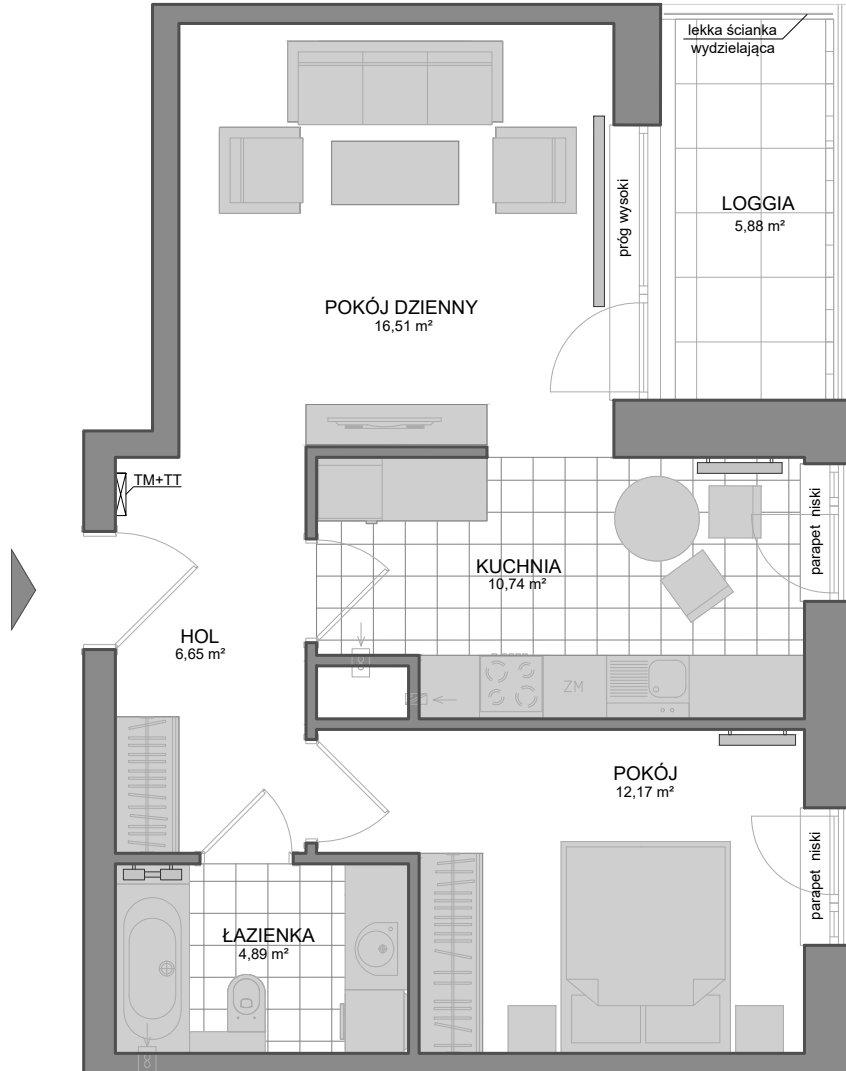 lekka ścianka
wydzielająca
LOGGIA
5,88 m²
próg wysoki
POKÓJ DZIENNY
16,51 m²
TM+TT
KUCHNIA
10,74 m²
parapet niski
HOL
6,65 m²
ZM
POKÓJ
12,17 m²
parapet niski
ŁAZIENKA
4,89 m²